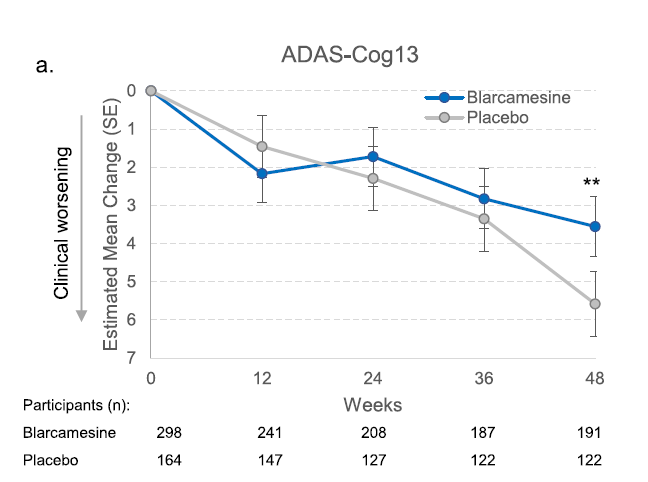 ADAS-Cog13
a.
Blarcamesine
Placebo
**
Clinical worsening
Estimated Mean Change (SE)
0
1
2
3
4
5
6
7
0 12 24 36 48
Weeks
Participants (n):
Blarcamesine 298 241 208 187 191
Placebo 164 147 127 122 122